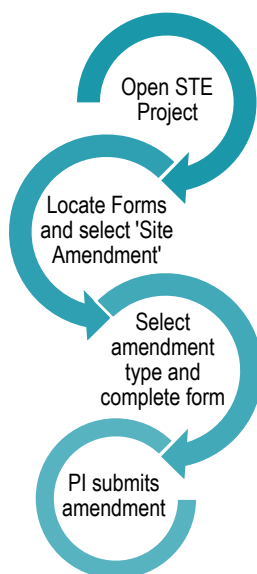 Open STE
Project
Locate Forms
and select 'Site
Amendment'
Select
amendment
type and
complete form
PI submits
amendment